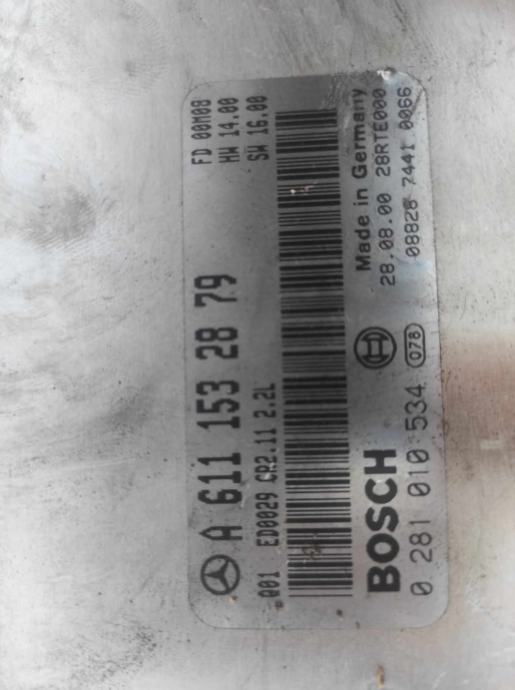 FD 00M08
HW 14.00
SW 16.00
A 611 153 28 79
001 ED0029 CR2.11 2.2L
Made in Germany
BOSCH
28.08.00 28RTE000
0 281 010 534
078
08828 7441 0066